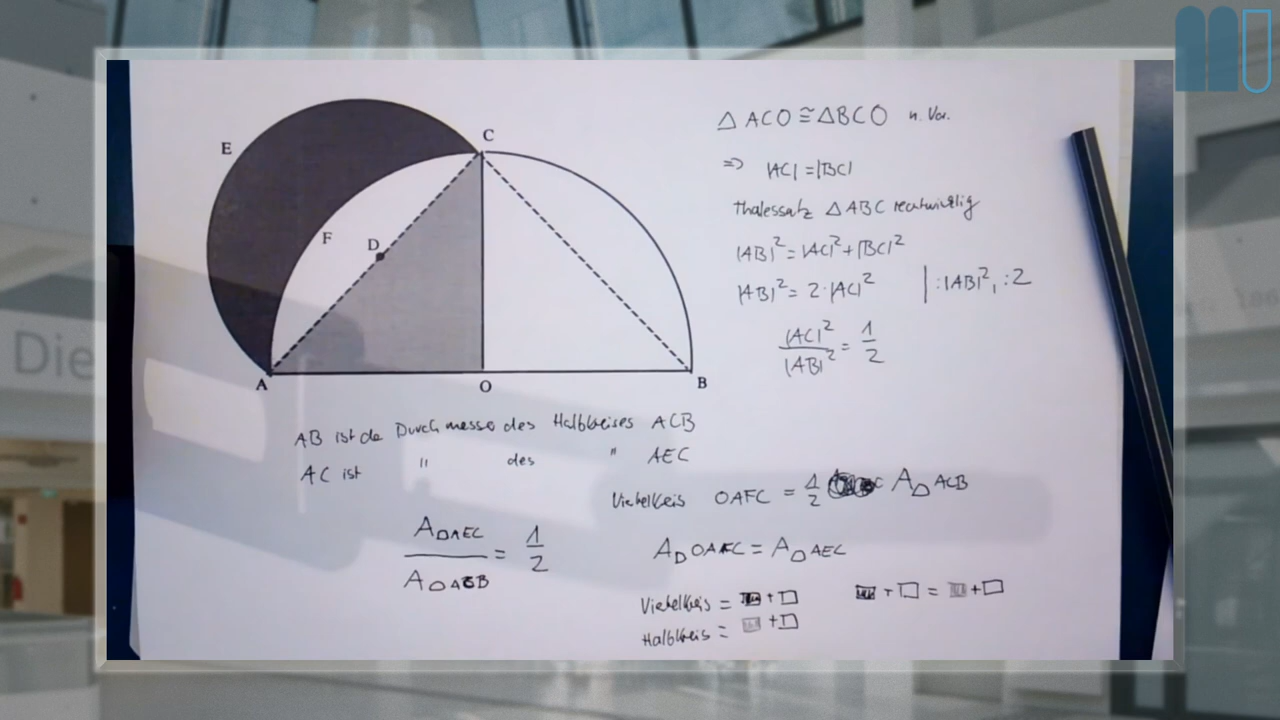 E
C
F
D
A
O
B
△ ACO ≅ △BCO n. Vor.
=> |AC| = |BC|
Thalessatz △ABC rechtwinklig
|AB|² = |AC|² + |BC|²
|AB|² = 2·|AC|² | :|AB|², :2
|AC|²/|AB|² = 1/2
AB ist de Durchmesser des Halbkreises ACB
AC ist " des " AEC
Viertelkreis OAFC = 1/2 A△ ACB
A△AEC / A△ACB = 1/2
AD OAFC = A△ AEC
Viertelkreis = ■ + □
Halbkreis = ■ + □
■ + □ = ■ + □
Die